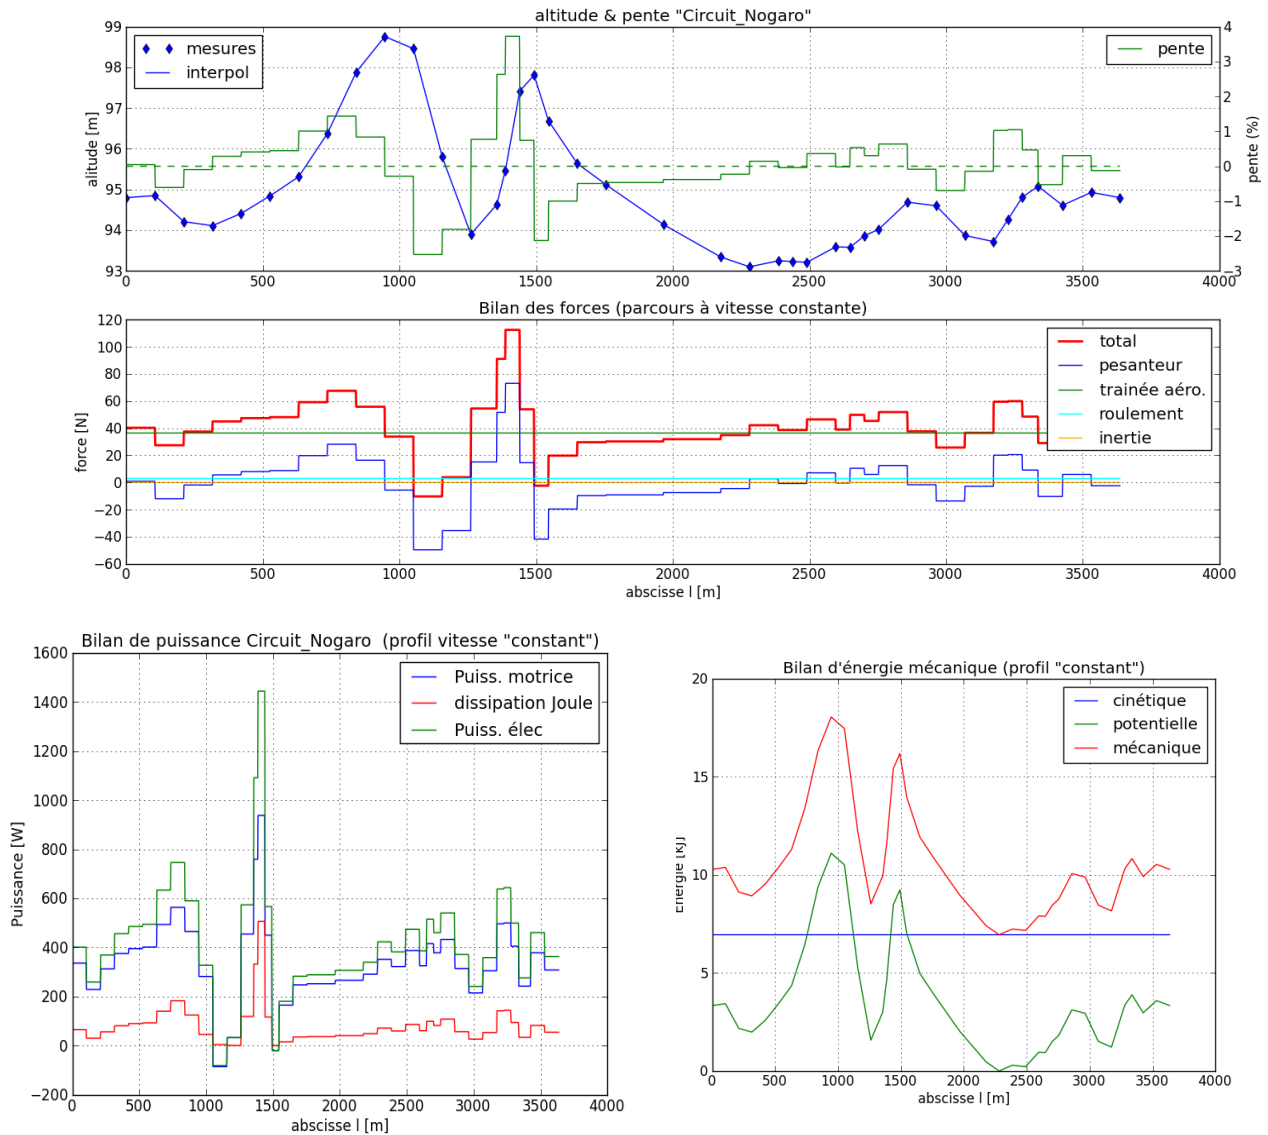 altitude & pente "Circuit_Nogaro"
99
98
97
96
95
94
93
altitude [m]
mesures
interpol
pente
4
3
2
1
0
−1
−2
−3
pente (%)
0 500 1000 1500 2000 2500 3000 3500 4000
Bilan des forces (parcours à vitesse constante)
120
100
80
60
40
20
0
−20
−40
−60
force [N]
total
pesanteur
trainée aéro.
roulement
inertie
0 500 1000 1500 2000 2500 3000 3500 4000
abscisse l [m]
Bilan de puissance Circuit_Nogaro (profil vitesse "constant")
1600
1400
1200
1000
800
600
400
200
0
−200
Puissance [W]
Puiss. motrice
dissipation Joule
Puiss. élec
0 500 1000 1500 2000 2500 3000 3500 4000
abscisse l [m]
Bilan d'énergie mécanique (profil "constant")
20
15
10
5
0
Energie [kJ]
cinétique
potentielle
mécanique
0 500 1000 1500 2000 2500 3000 3500 4000
abscisse l [m]